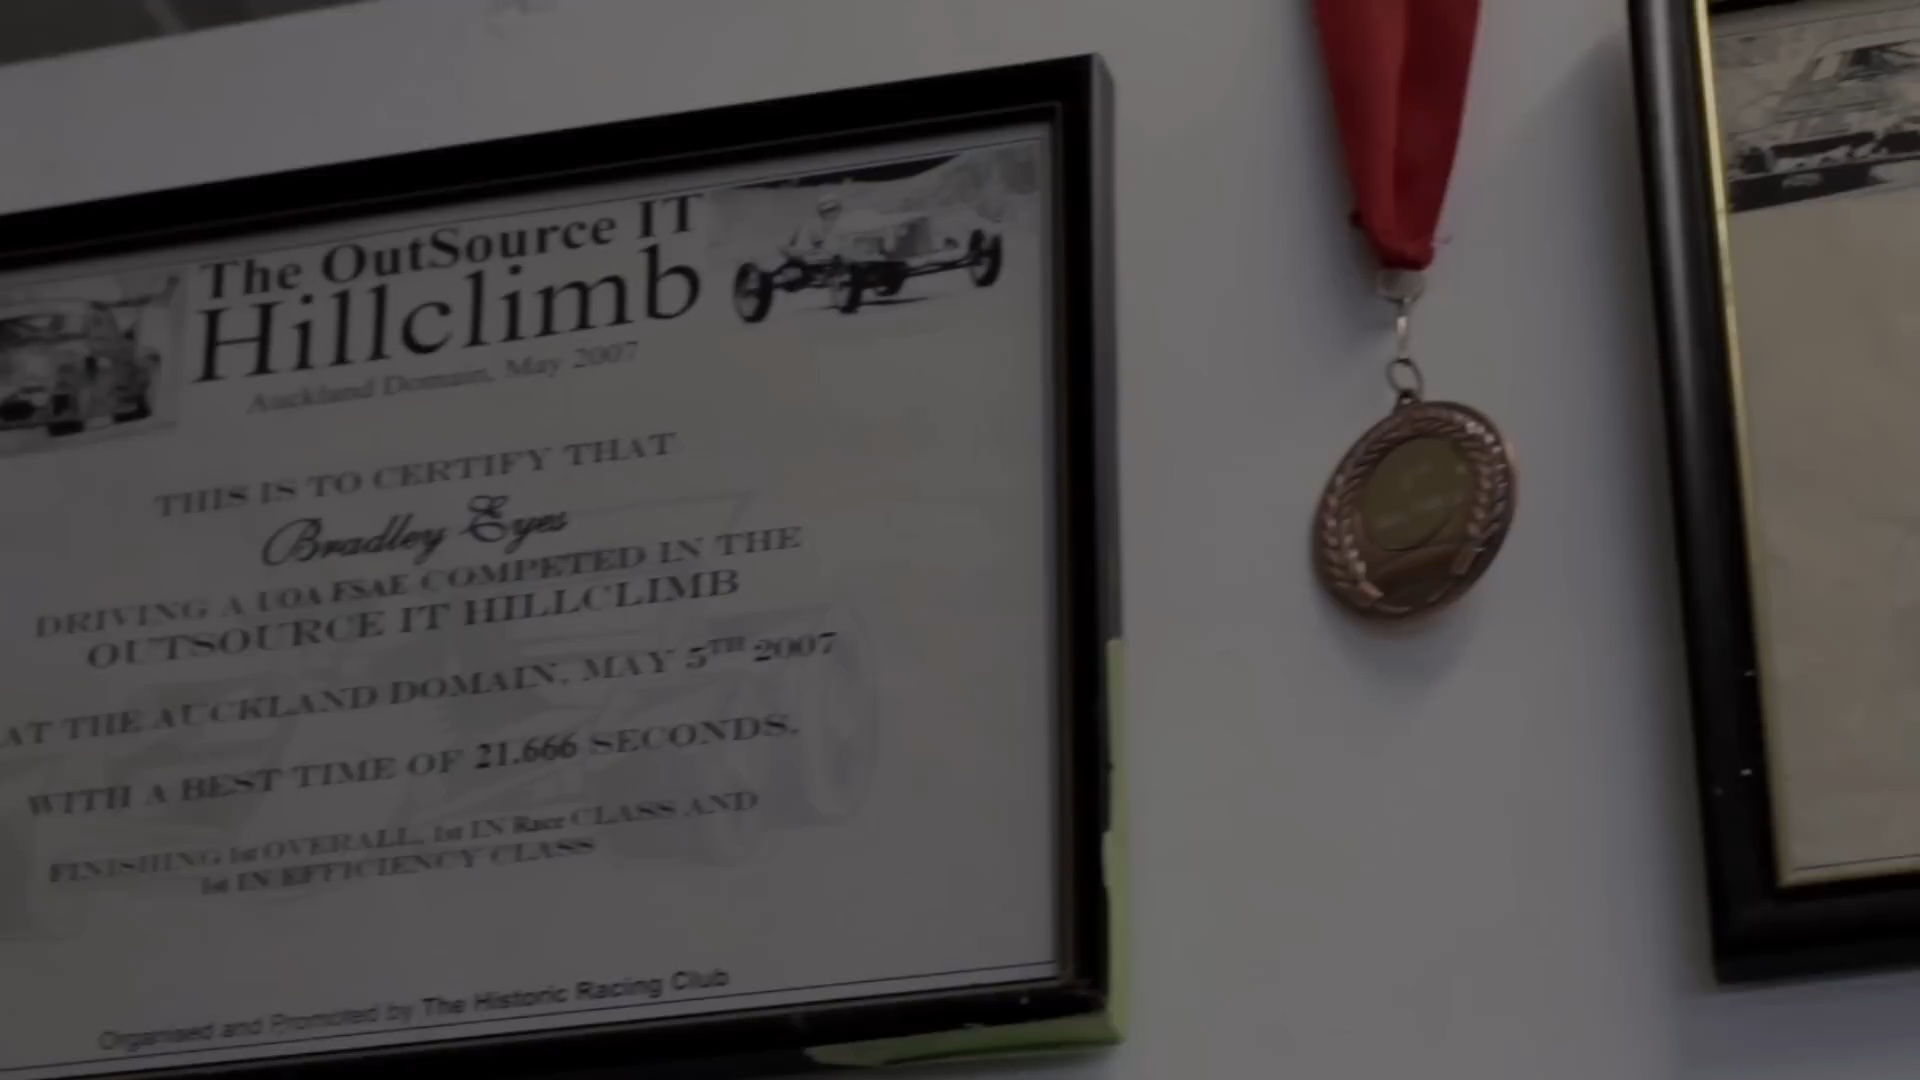 The OutSource IT
Hillclimb
Auckland Domain, May 2007
THIS IS TO CERTIFY THAT
Bradley Eyes
DRIVING A UOA FSAE COMPETED IN THE
OUTSOURCE IT HILLCLIMB
AT THE AUCKLAND DOMAIN, MAY 5TH 2007
WITH A BEST TIME OF 21.666 SECONDS,
FINISHING 1st OVERALL, 1st IN Race CLASS AND
1st IN EFFICIENCY CLASS
Organised and Promoted by The Historic Racing Club